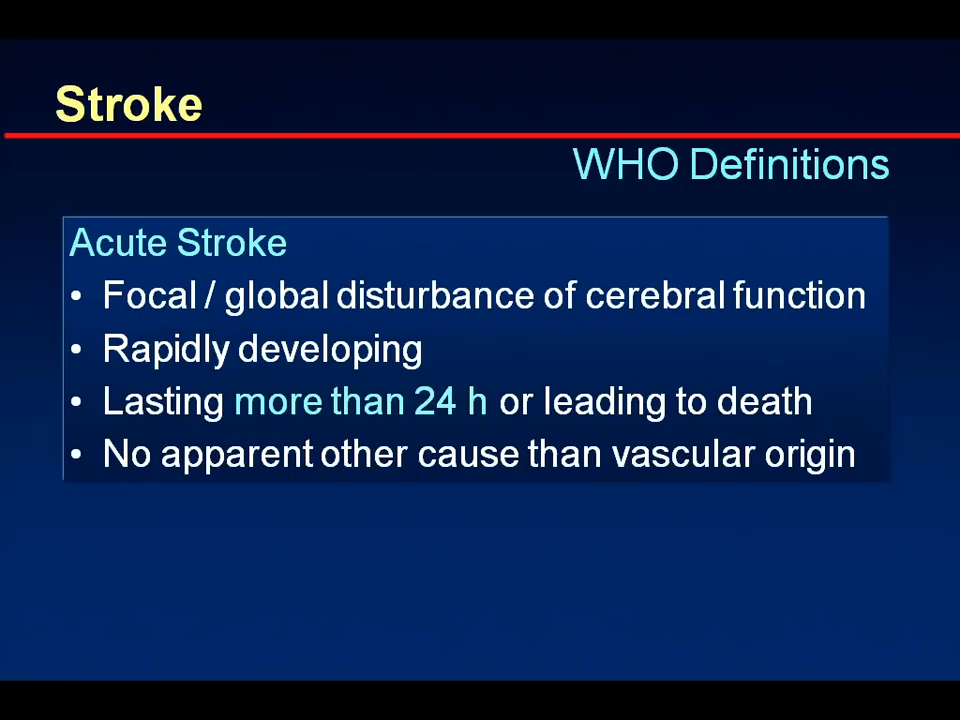 Stroke
WHO Definitions
Acute Stroke
• Focal / global disturbance of cerebral function
• Rapidly developing
• Lasting more than 24 h or leading to death
• No apparent other cause than vascular origin